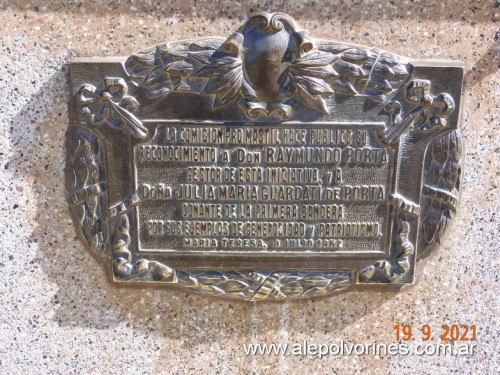 LA COMISION PRO MASTIL HACE PUBLICO SU
RECONOCIMIENTO A DON RAYMUNDO PORTA
GESTOR DE ESTA INICIATIVA, Y A
DOÑA JULIA MARIA GUARDATI DE PORTA
DONANTE DE LA PRIMERA BANDERA
POR SUS EJEMPLOS DE GENEROSIDAD Y PATRIOTISMO.
MARIA TERESA, 9 JULIO 1952
19 9 2021
www.alepolvorines.com.ar